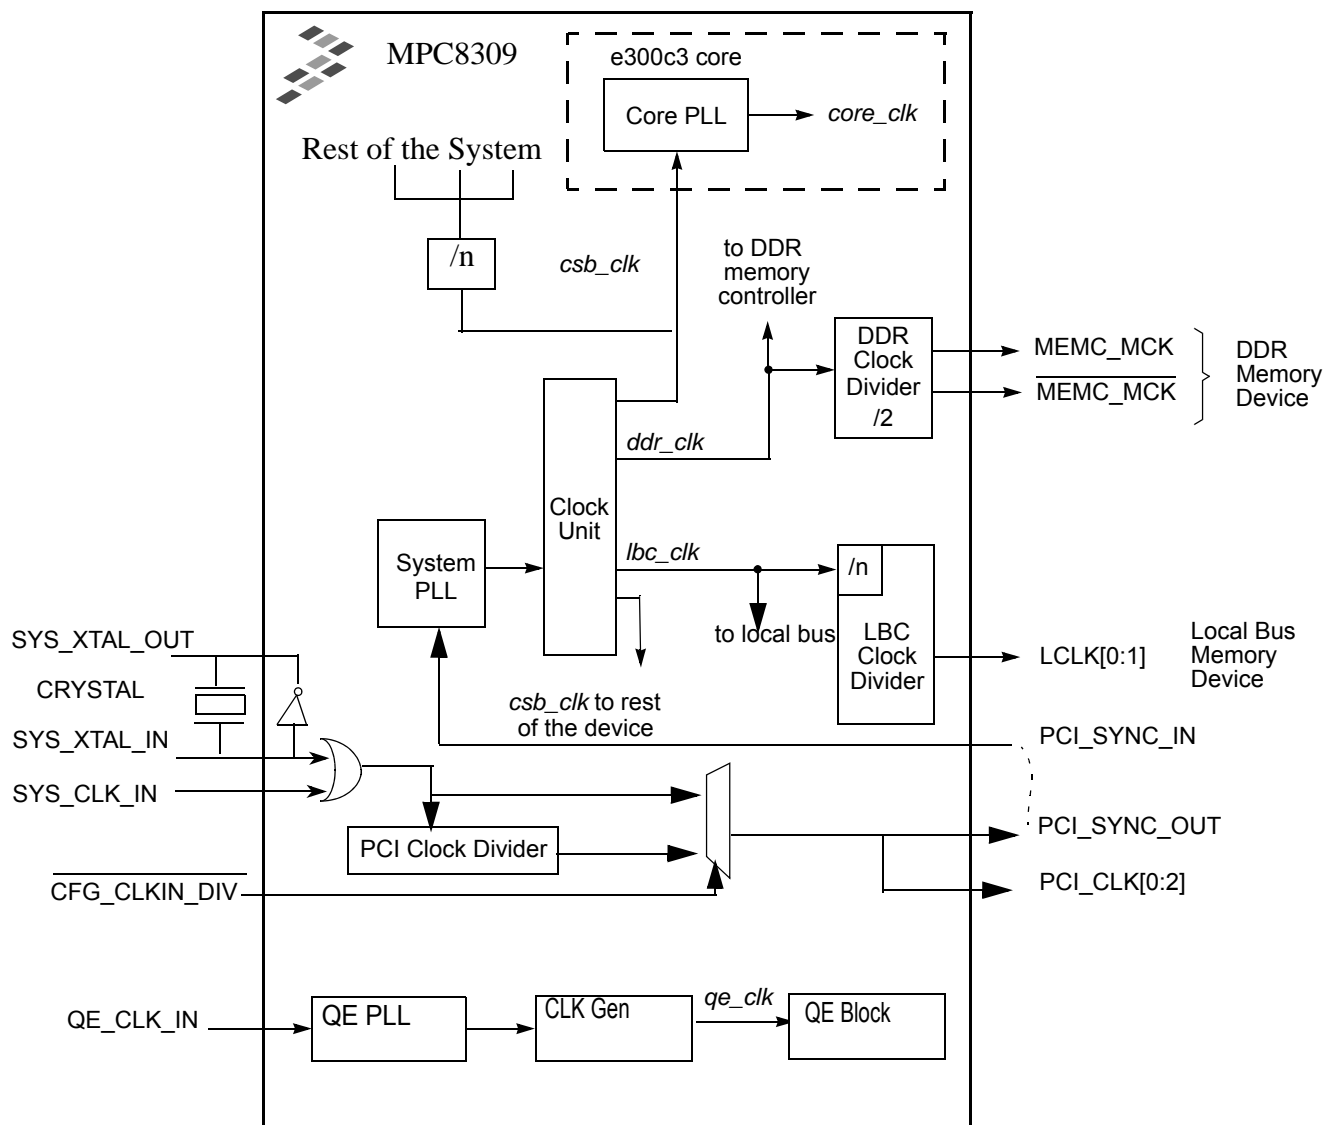 MPC8309
e300c3 core
Core PLL
core_clk
Rest of the System
/n
csb_clk
to DDR
memory
controller
DDR
Clock
Divider
/2
MEMC_MCK
MEMC_MCK
DDR
Memory
Device
ddr_clk
Clock
Unit
System
PLL
lbc_clk
/n
to local bus
LBC
Clock
Divider
LCLK[0:1]
Local Bus
Memory
Device
SYS_XTAL_OUT
CRYSTAL
SYS_XTAL_IN
SYS_CLK_IN
csb_clk to rest
of the device
PCI_SYNC_IN
PCI Clock Divider
PCI_SYNC_OUT
CFG_CLKIN_DIV
PCI_CLK[0:2]
QE_CLK_IN
QE PLL
CLK Gen
qe_clk
QE Block